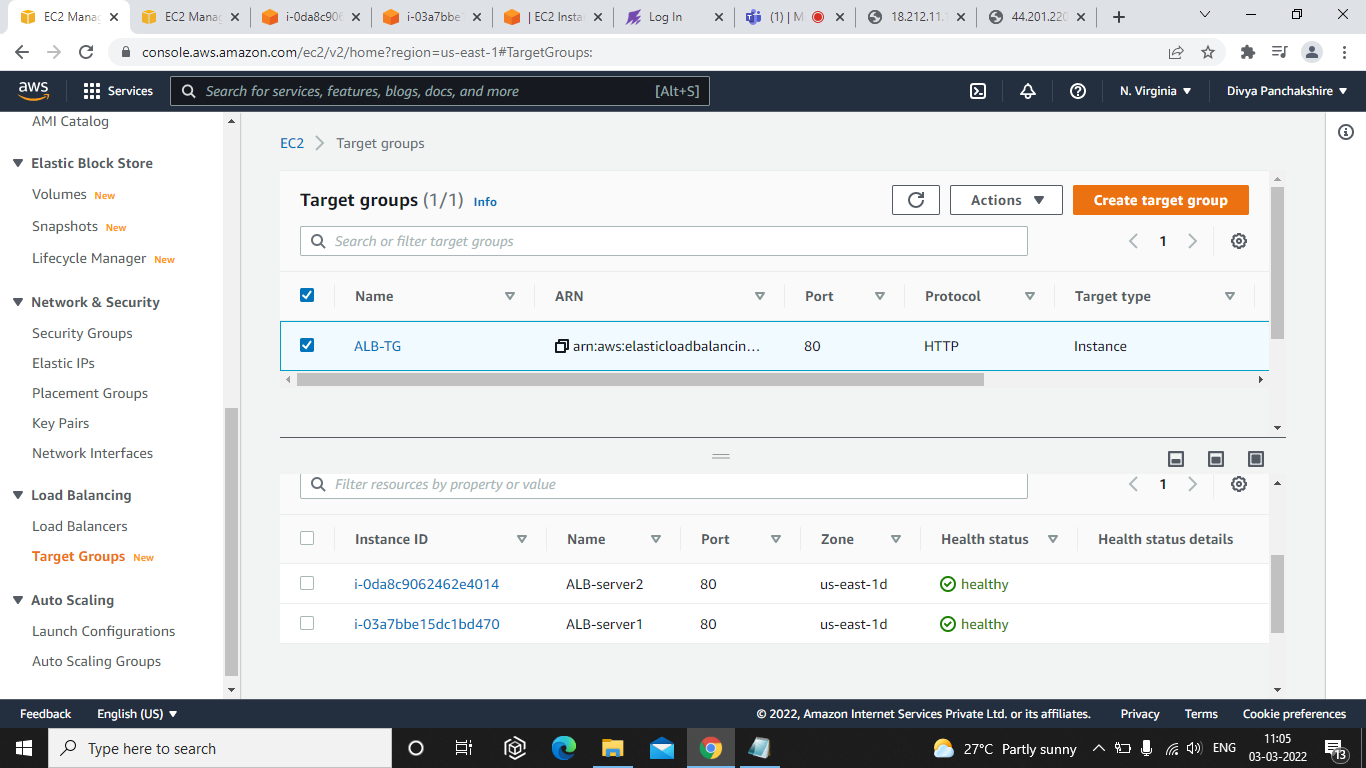 EC2 Manag
EC2 Manag
i-0da8c906
i-03a7bbe1
| EC2 Insta
Log In
(1) | M
18.212.11.1
44.201.220
console.aws.amazon.com/ec2/v2/home?region=us-east-1#TargetGroups:
aws
Services
Search for services, features, blogs, docs, and more
[Alt+S]
N. Virginia
Divya Panchakshire
AMI Catalog
Elastic Block Store
Volumes New
Snapshots New
Lifecycle Manager New
Network & Security
Security Groups
Elastic IPs
Placement Groups
Key Pairs
Network Interfaces
Load Balancing
Load Balancers
Target Groups New
Auto Scaling
Launch Configurations
Auto Scaling Groups
EC2 Target groups
Target groups (1/1) Info
Actions
Create target group
Search or filter target groups
1
Name ARN Port Protocol Target type
ALB-TG arn:aws:elasticloadbalancin... 80 HTTP Instance
Filter resources by property or value
1
Instance ID Name Port Zone Health status Health status details
i-0da8c9062462e4014 ALB-server2 80 us-east-1d healthy
i-03a7bbe15dc1bd470 ALB-server1 80 us-east-1d healthy
Feedback English (US)
© 2022, Amazon Internet Services Private Ltd. or its affiliates. Privacy Terms Cookie preferences
Type here to search
27°C Partly sunny
ENG
11:05
03-03-2022
13